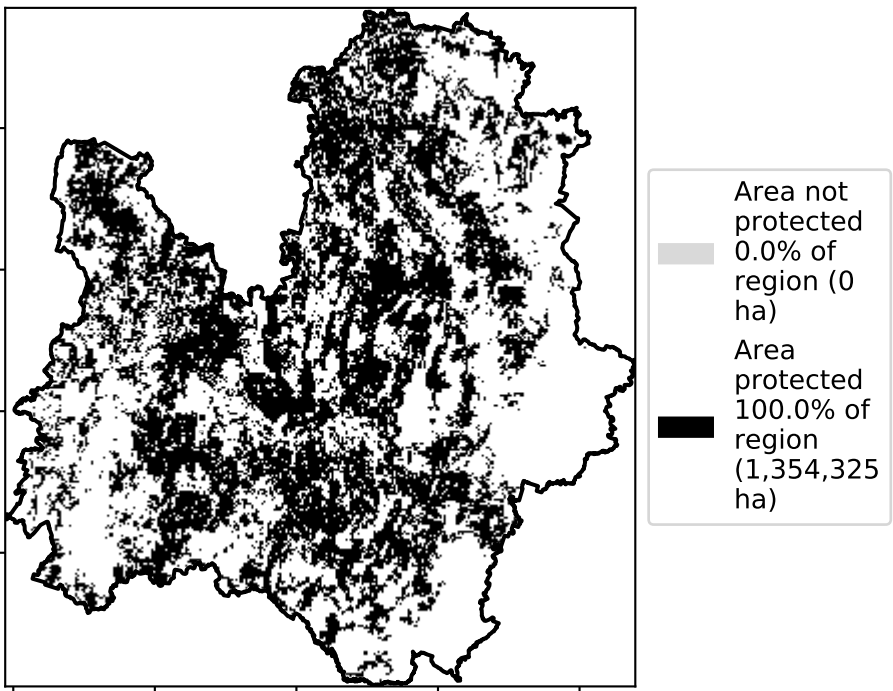 Area not
protected
0.0% of
region (0
ha)
Area
protected
100.0% of
region
(1,354,325
ha)